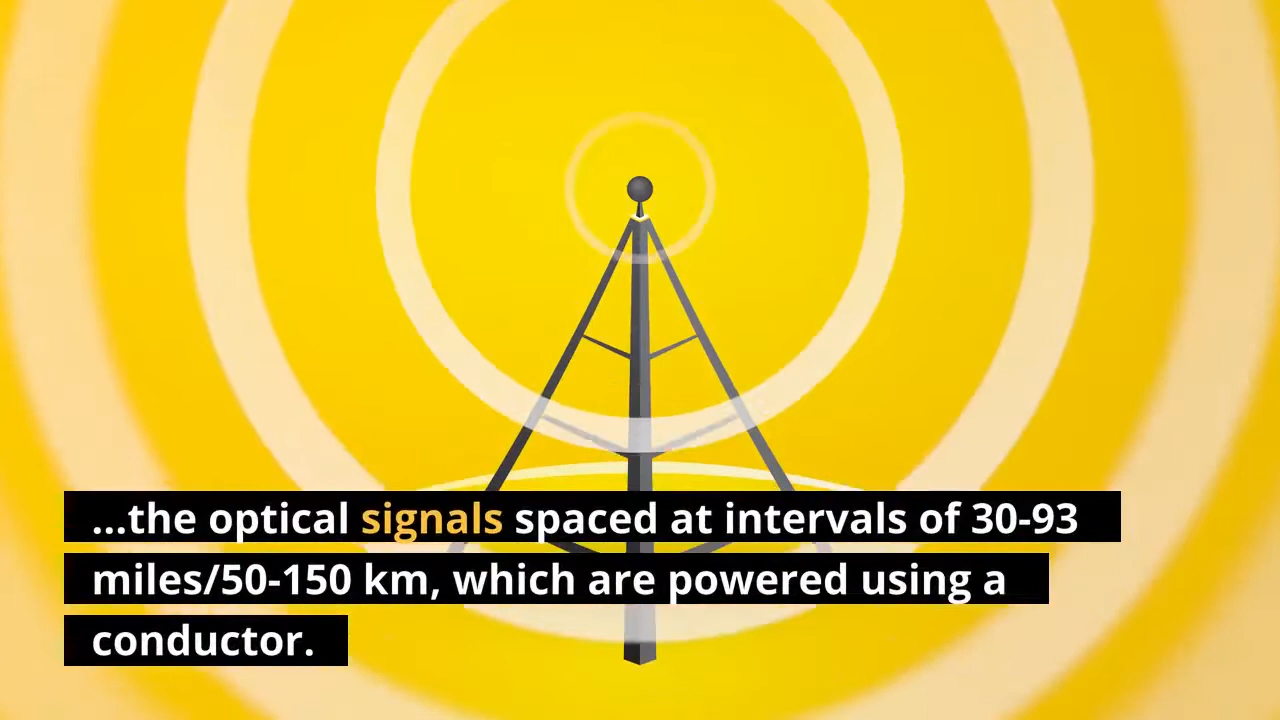 ...the optical signals spaced at intervals of 30-93
miles/50-150 km, which are powered using a
conductor.